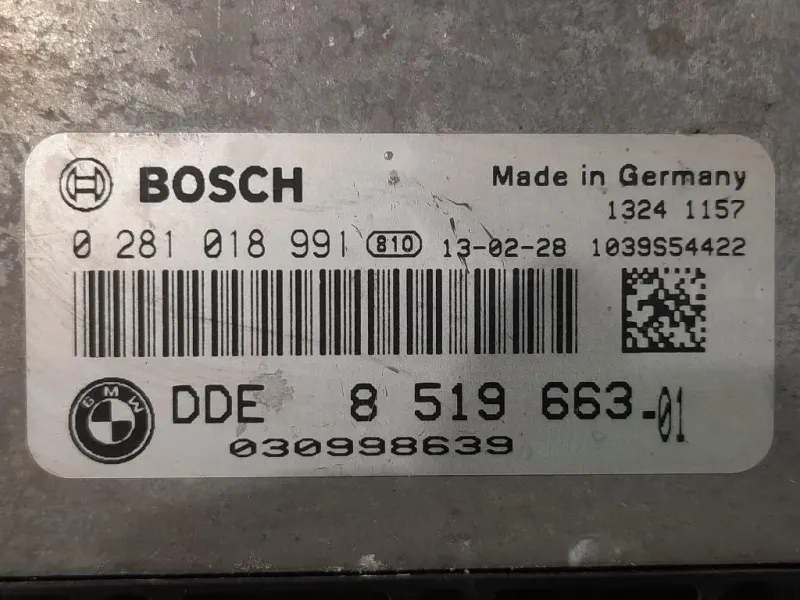 BOSCH
Made in Germany
1324 1157
0 281 018 991 810 13-02-28 1039S54422
BMW DDE 8 519 663-01
030998639